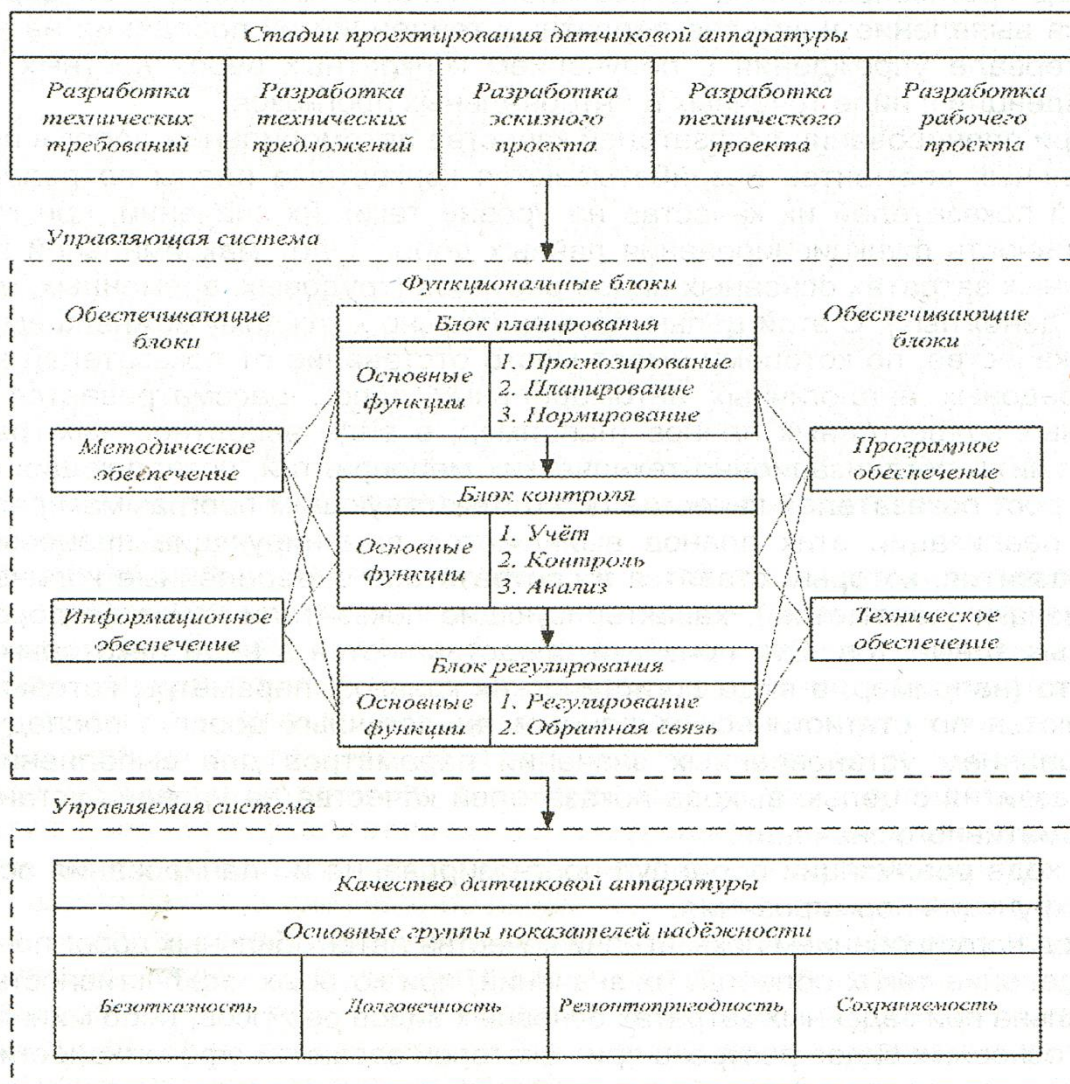 Стадии проектирования датчиковой аппаратуры
Разработка
технических
требований
Разработка
технических
предложений
Разработка
эскизного
проекта
Разработка
технического
проекта
Разработка
рабочего
проекта
Управляющая система
Функциональные блоки
Обеспечивающие
блоки
Блок планирования
Основные
функции
1. Прогнозирование
2. Планирование
3. Нормирование
Обеспечивающие
блоки
Методическое
обеспечение
Програмное
обеспечение
Блок контроля
Основные
функции
1. Учёт
2. Контроль
3. Анализ
Информационное
обеспечение
Техническое
обеспечение
Блок регулирования
Основные
функции
1. Регулирование
2. Обратная связь
Управляемая система
Качество датчиковой аппаратуры
Основные группы показателей надёжности
Безотказность
Долговечность
Ремонтопригодность
Сохраняемость